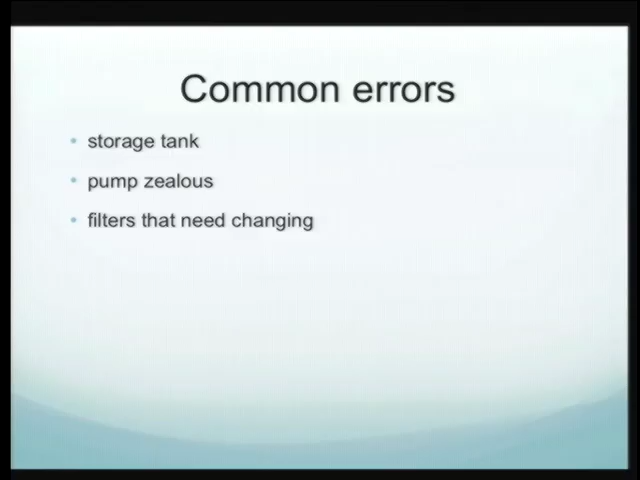 Common errors
• storage tank
• pump zealous
• filters that need changing